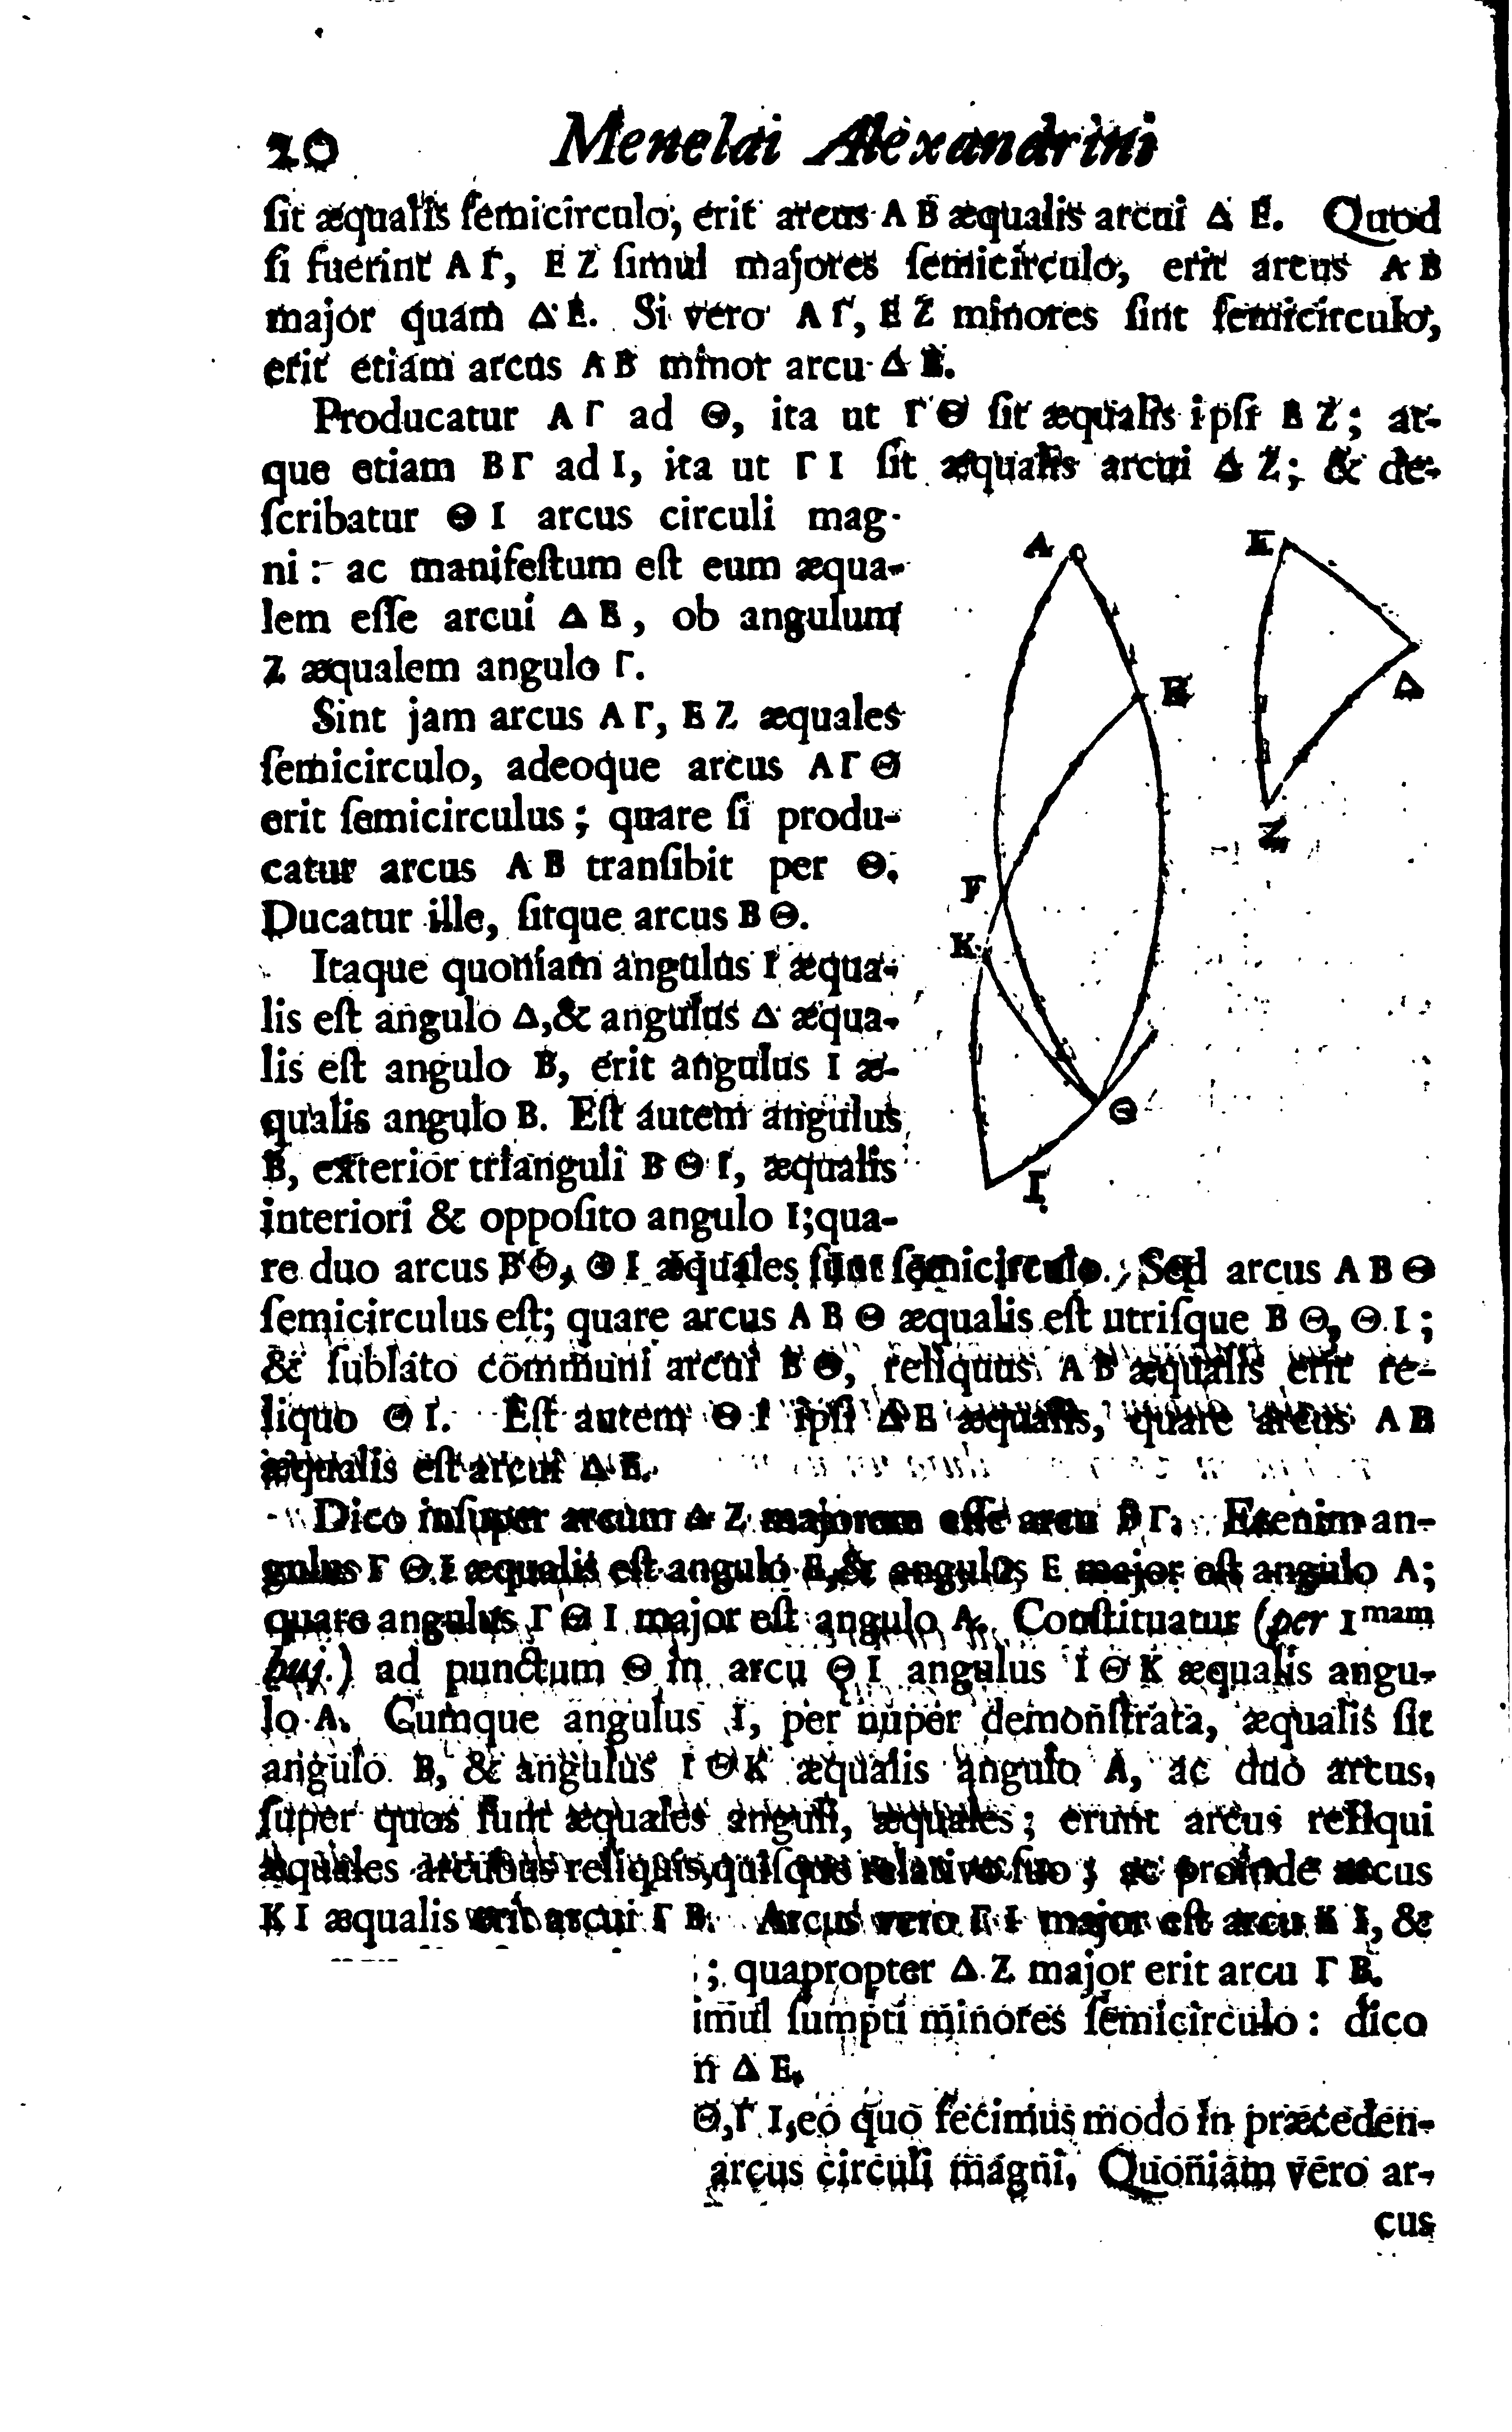 20 Menelai Alexandrini
ſit æqualis ſemicirculo, erit arcus A B æqualis arcui Δ E. Quod
ſi fuerint A Γ, E Z ſimul majores ſemicirculo, erit arcus A B
major quam Δ E. Si vero A Γ, E Z minores ſint ſemicirculo,
erit etiam arcus A B minor arcu Δ E.
Producatur A Γ ad Θ, ita ut Γ Θ ſit æqualis ipſi E Z; at-
que etiam B Γ ad I, ita ut Γ I ſit æqualis arcui Δ Z; & de-
ſcribatur Θ I arcus circuli mag-
ni: ac manifeſtum eſt eum æqua-
lem eſſe arcui Δ E, ob angulum
Z æqualem angulo Γ.
Sint jam arcus A Γ, E Z æquales
ſemicirculo, adeoque arcus A Γ Θ
erit ſemicirculus; quare ſi produ-
catur arcus A B tranſibit per Θ.
Ducatur ille, ſitque arcus B Θ.
Itaque quoniam angulus I æqua-
lis eſt angulo Δ, & angulus Δ æqua-
lis eſt angulo B, erit angulus I æ-
qualis angulo B. Eſt autem angulus
B, exterior trianguli B Θ I, æqualis
interiori & oppoſito angulo I; qua-
re duo arcus B Θ, Θ I æquales ſunt ſemicirculo. Sed arcus A B Θ
ſemicirculus eſt; quare arcus A B Θ æqualis eſt utriſque B Θ, Θ I;
& ſublato communi arcui B Θ, reliquus A B æqualis erit re-
liquo Θ I. Eſt autem Θ I ipſi Δ E æqualis, quare arcus A B
æqualis eſt arcui Δ E.
Dico inſuper arcum Δ Z majorem eſſe arcu B Γ. Etenim an-
gulus Γ Θ I æqualis eſt angulo E, & angulus E major eſt angulo A;
quare angulus Γ Θ I major eſt angulo A. Conſtituatur (per 1mam
huj.) ad punctum Θ in arcu Θ I angulus I Θ K æqualis angu-
lo A. Cumque angulus I, per nuper demonſtrata, æqualis ſit
angulo B, & angulus I Θ K æqualis angulo A, ac duo arcus,
ſuper quos ſunt æquales anguli, æquales; erunt arcus reliqui
æquales arcubus reliquis, quiſque relativo ſuo; ac proinde arcus
K I æqualis erit arcui Γ B. Arcus vero Γ I major eſt arcu K I, &
; quapropter Δ Z major erit arcu Γ B.
imul ſumpti minores ſemicirculo: dico
n Δ E.
Θ, Γ I, eo quo fecimus modo in præceden-
arcus circuli magni. Quoniam vero ar-
cus
A
E
B
Δ
Z
Γ
K
Θ
I